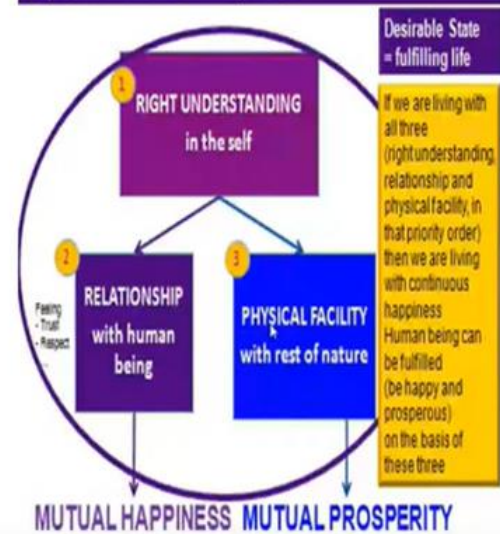 Desirable State
= fulfilling life
1
RIGHT UNDERSTANDING
in the self
If we are living with
all three
(right understanding,
relationship and
physical facility, in
that priority order)
then we are living
with continuous
happiness
Human being can
be fulfilled
(be happy and
prosperous)
on the basis of
these three
2
RELATIONSHIP
with human
being
3
PHYSICAL FACILITY
with rest of nature
Feeling
- Trust
- Respect
...
MUTUAL HAPPINESS MUTUAL PROSPERITY